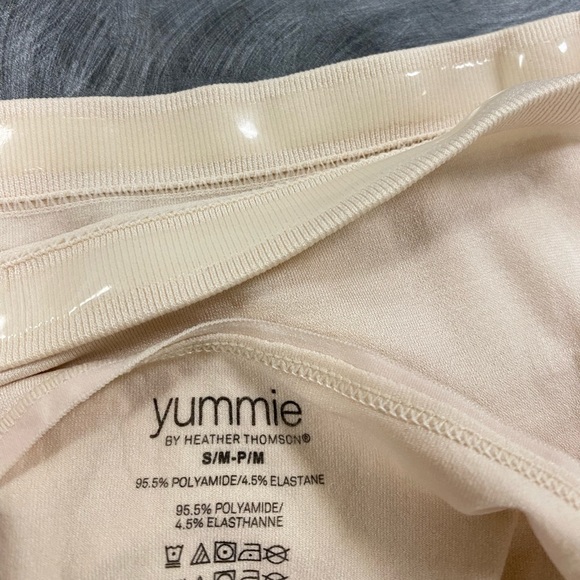 yummie
BY HEATHER THOMSON®
S/M-P/M
95.5% POLYAMIDE/4.5% ELASTANE
95.5% POLYAMIDE/
4.5% ELASTHANNE